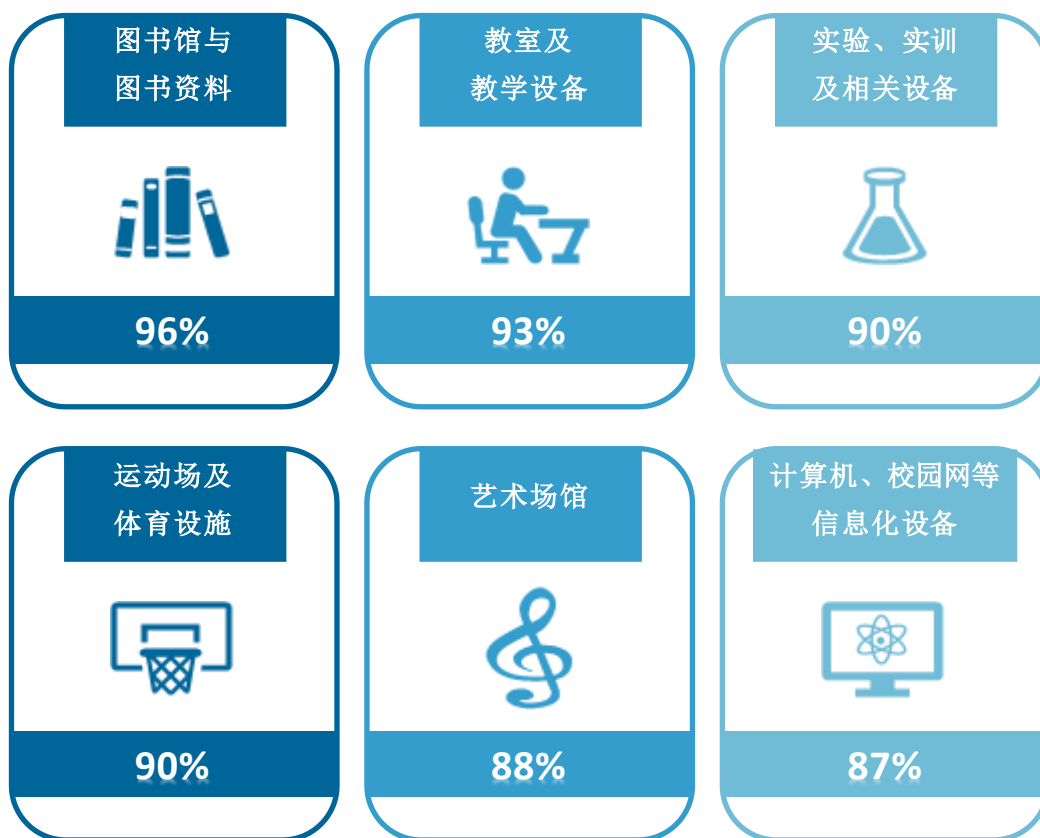 图书馆与
图书资料
96%
教室及
教学设备
93%
实验、实训
及相关设备
90%
运动场及
体育设施
90%
艺术场馆
88%
计算机、校园网等
信息化设备
87%